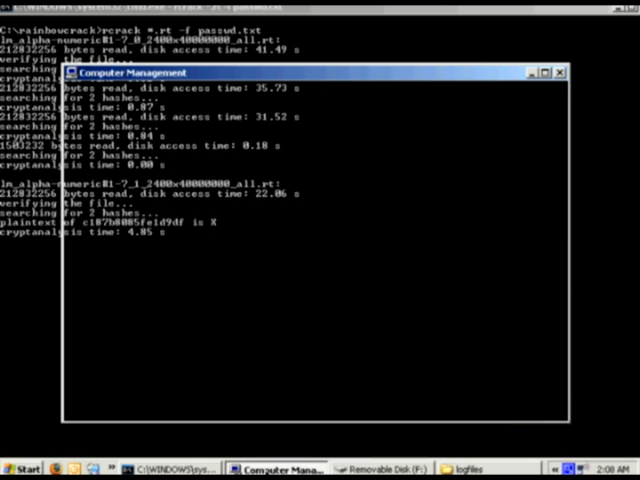 C:\rainbowcrack>rcrack *.rt -f passwd.txt
lm_alpha-numeric#1-7_0_2400x40000000_all.rt:
212832256 bytes read, disk access time: 41.49 s
verifying the file...
searching
Computer Management
cryptanal
212832256 bytes read, disk access time: 35.73 s
searching for 2 hashes...
cryptanalysis time: 0.87 s
212832256 bytes read, disk access time: 31.52 s
searching for 2 hashes...
cryptanalysis time: 0.84 s
1503232 bytes read, disk access time: 0.18 s
searching for 2 hashes...
cryptanalysis time: 0.00 s
lm_alpha-numeric#1-7_1_2400x40000000_all.rt:
212832256 bytes read, disk access time: 22.06 s
verifying the file...
searching for 2 hashes...
plaintext of c187b8085fe1d9df is X
cryptanalysis time: 4.85 s
Start » C:\WINDOWS\sys... Computer Mana... Removable Disk (F:) logfiles « 2:08 AM